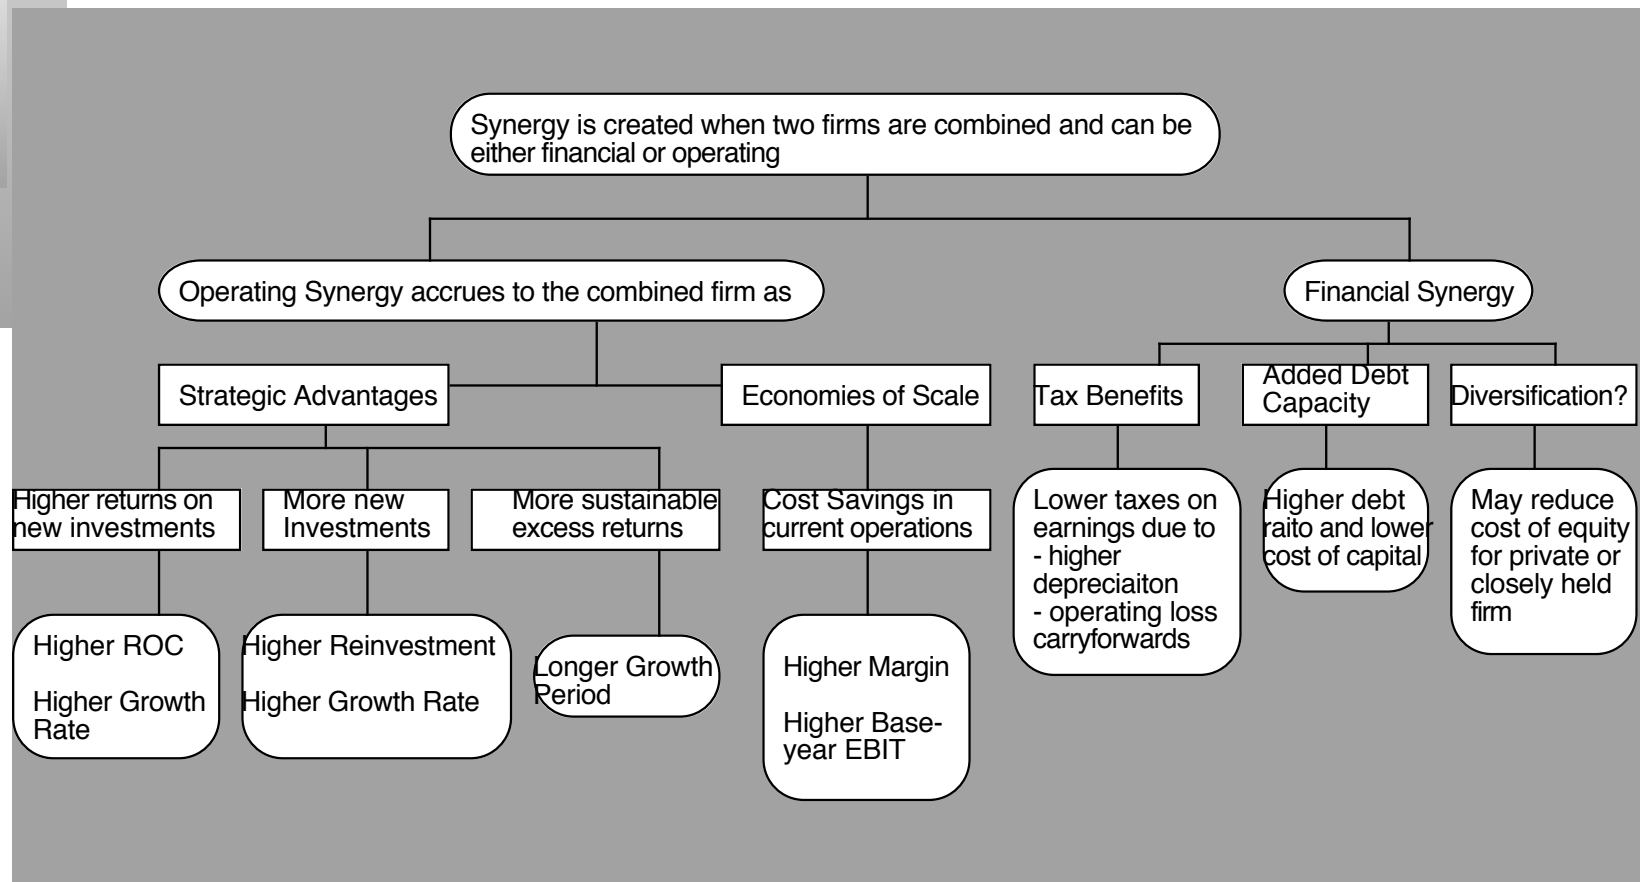 Synergy is created when two firms are combined and can be
either financial or operating
Operating Synergy accrues to the combined firm as
Financial Synergy
Strategic Advantages
Economies of Scale
Tax Benefits
Added Debt
Capacity
Diversification?
Higher returns on
new investments
More new
Investments
More sustainable
excess returns
Cost Savings in
current operations
Lower taxes on
earnings due to
- higher
depreciaiton
- operating loss
carryforwards
Higher debt
raito and lower
cost of capital
May reduce
cost of equity
for private or
closely held
firm
Higher ROC
Higher Growth
Rate
Higher Reinvestment
Higher Growth Rate
Longer Growth
Period
Higher Margin
Higher Base-
year EBIT